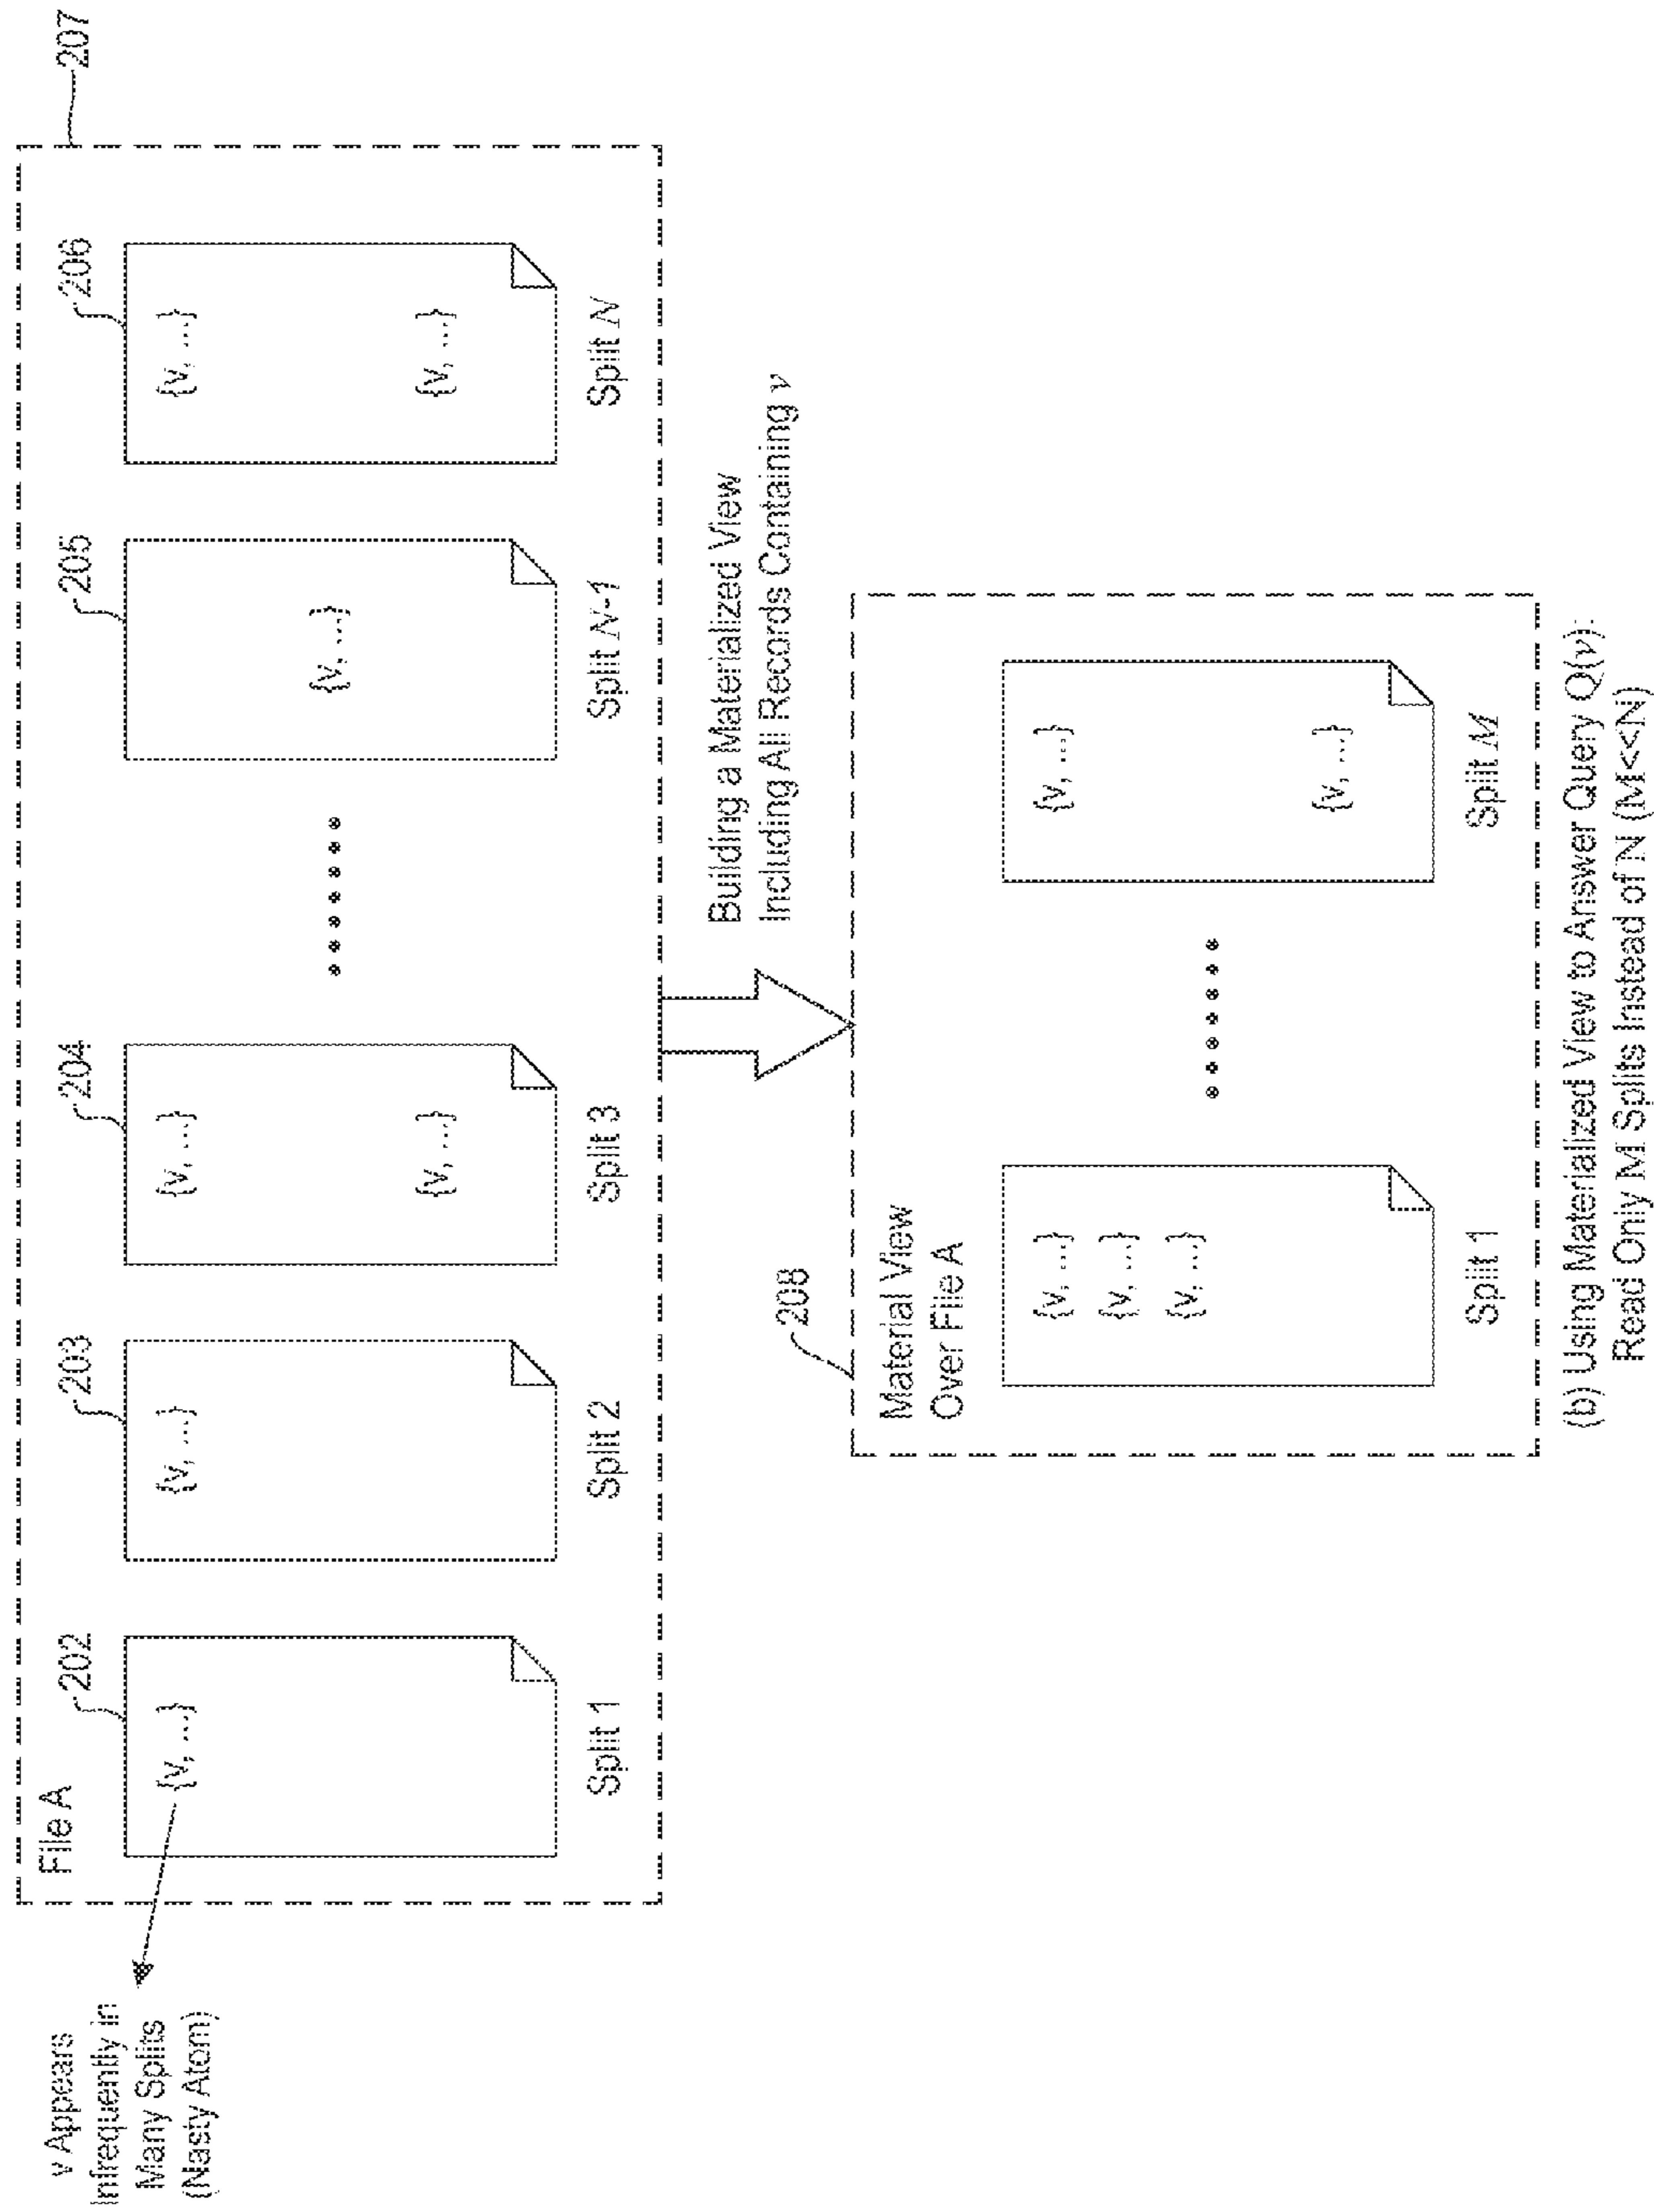 v Appears
Infrequently in
Many Splits
(Nasty Atom)
File A
207
202
203
204
205
206
{v, ...}
{v, ...}
{v, ...}
{v, ...}
{v, ...}
{v, ...}
{v, ...}
Split 1
Split 2
Split 3
Split N-1
Split N
Building a Materialized View
Including All Records Containing v
208
Material View
Over File A
{v, ...}
{v, ...}
{v, ...}
{v, ...}
{v, ...}
Split 1
Split M
(b) Using Materialized View to Answer Query Q(v):
Read Only M Splits Instead of N (M<<N)